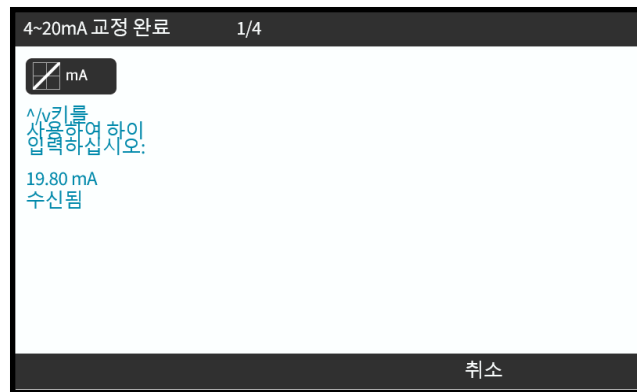 4~20mA 교정 완료 1/4
mA
^/v키를
사용하여 하이
입력하십시오:
19.80 mA
수신됨
취소